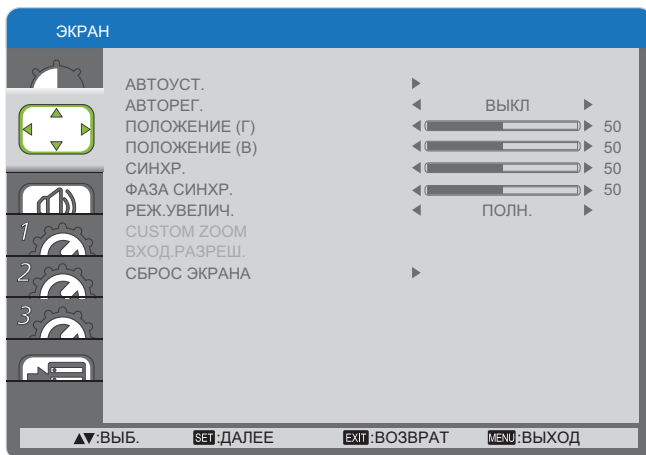 ЭКРАН
АВТОУСТ.
АВТОРЕГ. ВЫКЛ
ПОЛОЖЕНИЕ (Г) 50
ПОЛОЖЕНИЕ (В) 50
СИНХР. 50
ФАЗА СИНХР. 50
РЕЖ.УВЕЛИЧ. ПОЛН.
CUSTOM ZOOM
ВХОД.РАЗРЕШ.
СБРОС ЭКРАНА
1
2
3
:ВЫБ. SET:ДАЛЕЕ EXIT:ВОЗВРАТ MENU:ВЫХОД